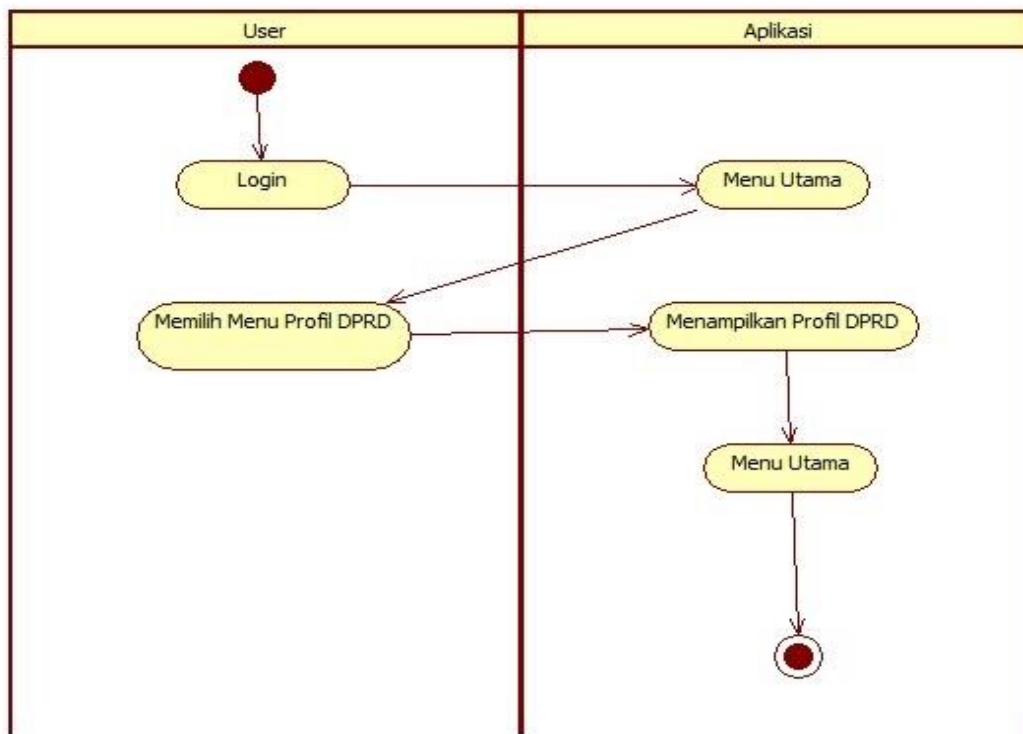 User
Aplikasi
Login
Menu Utama
Memilih Menu Profil DPRD
Menampilkan Profil DPRD
Menu Utama